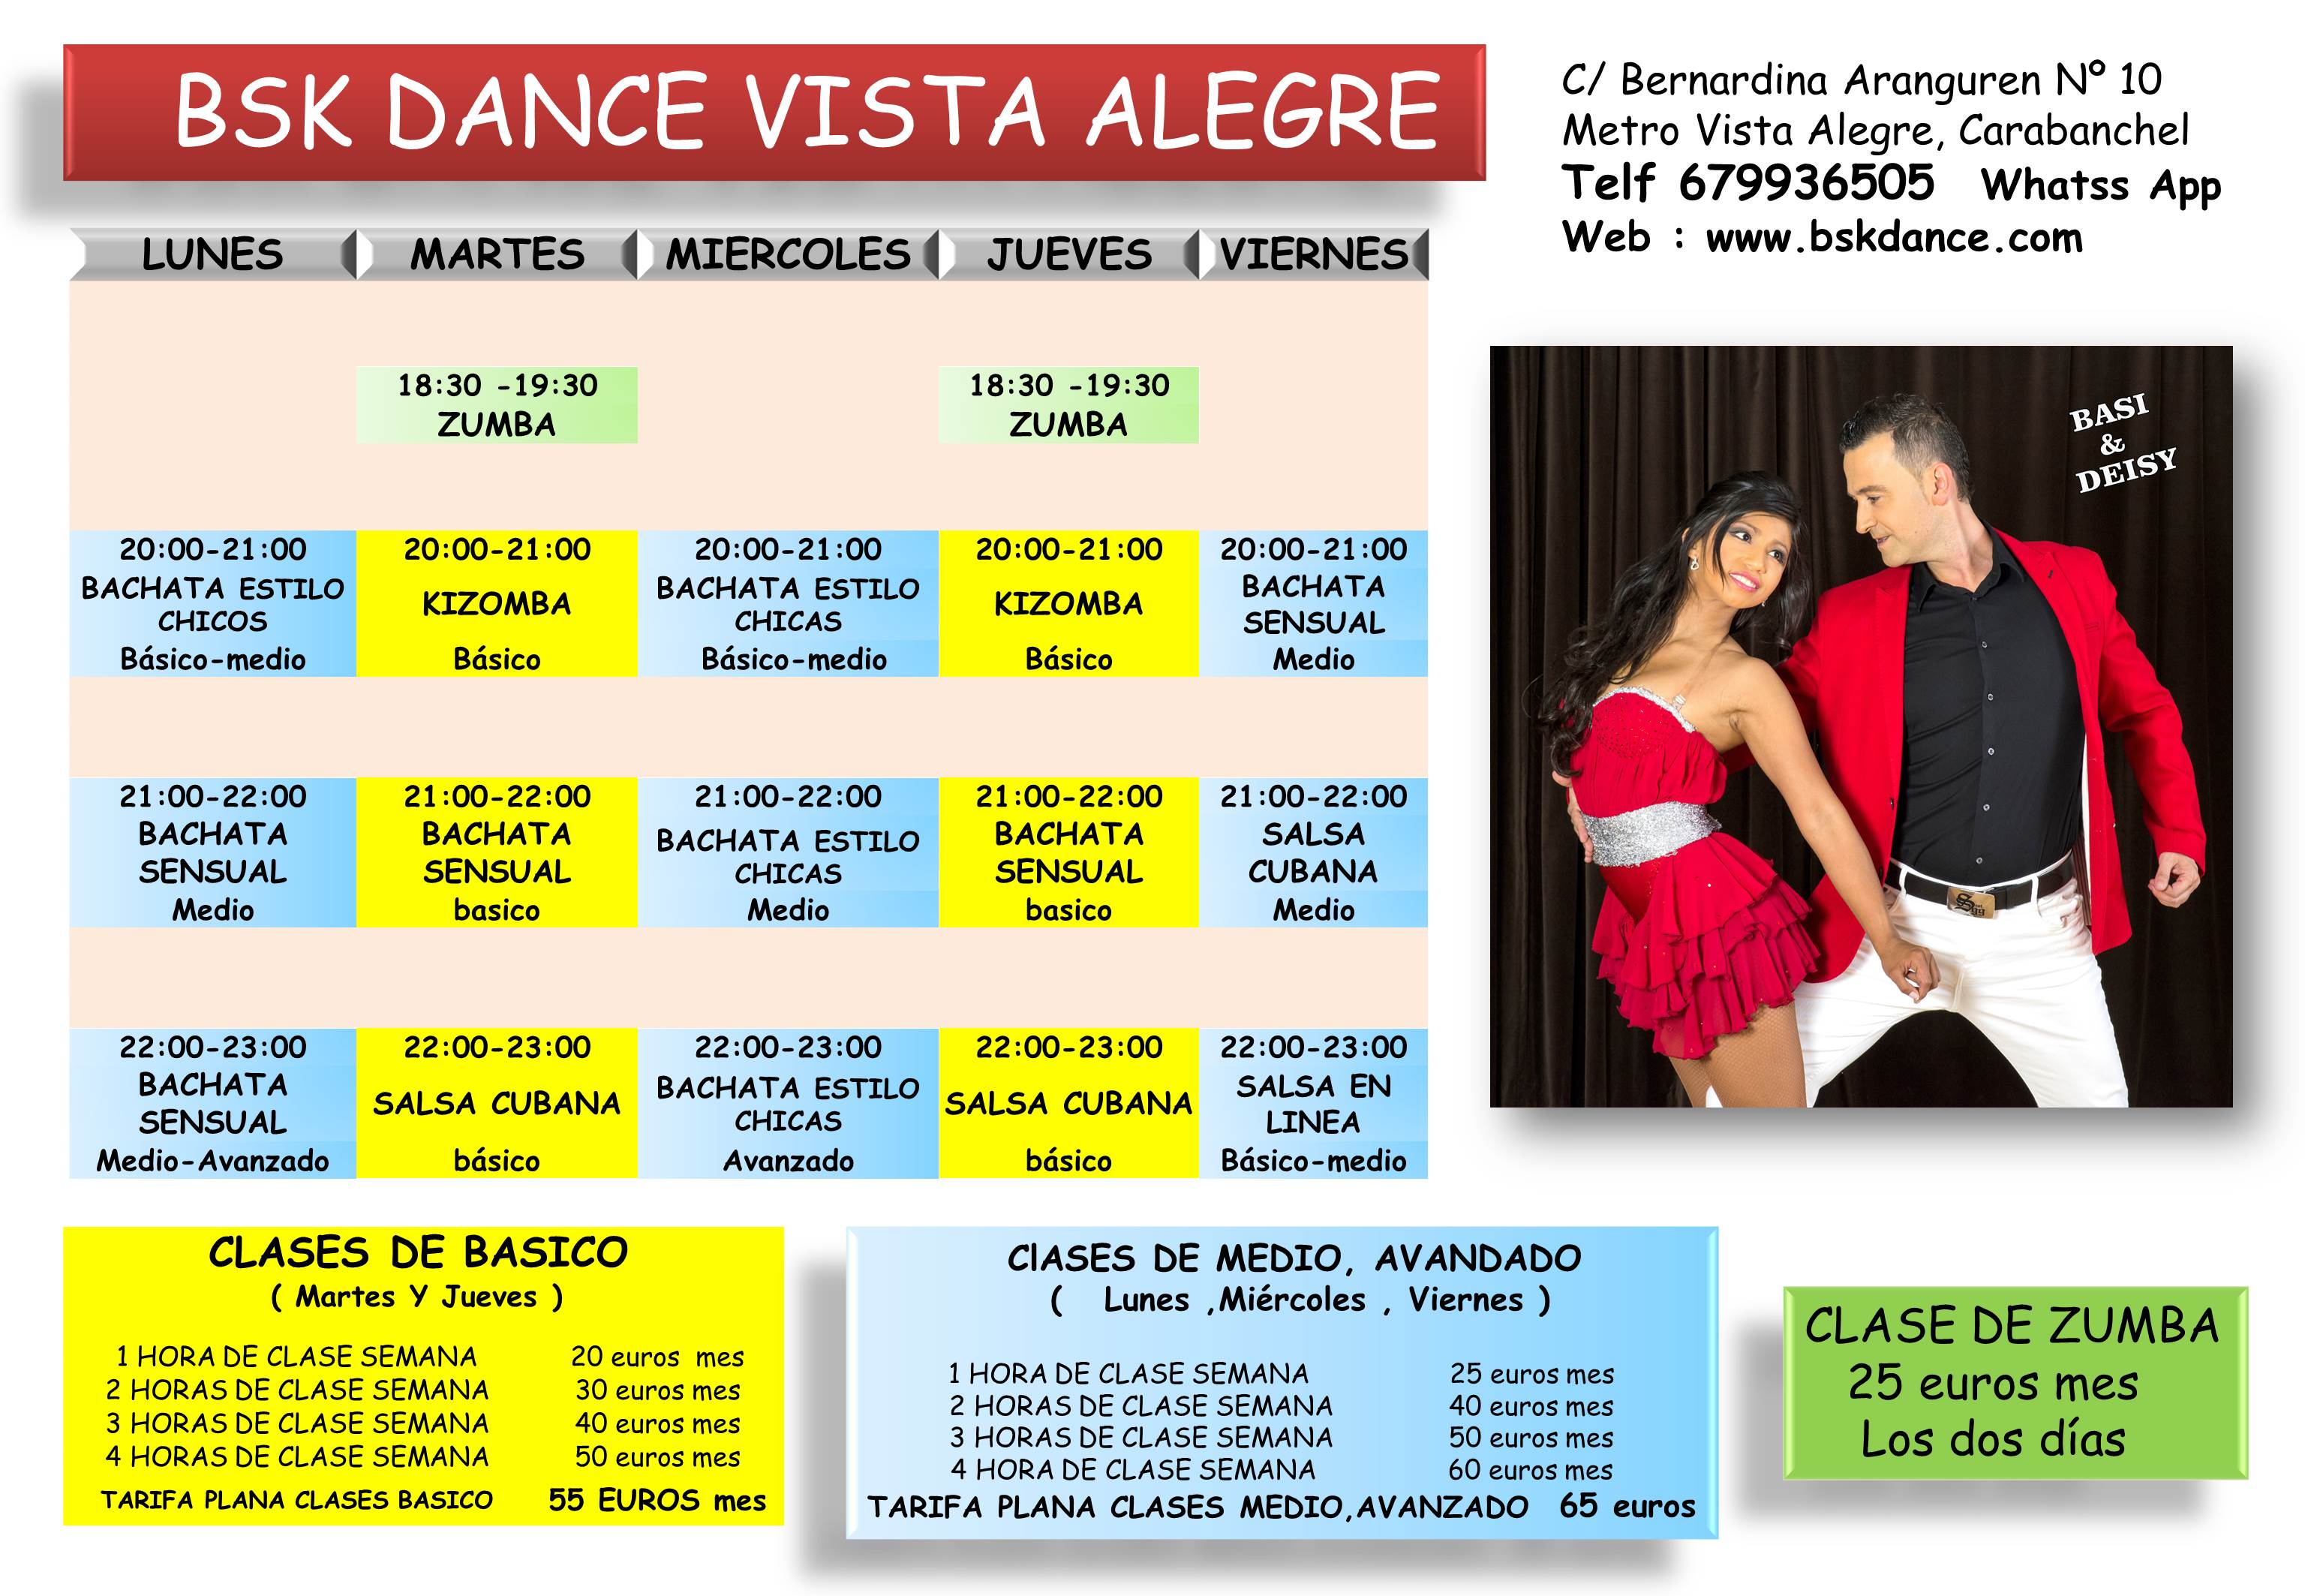 BSK DANCE VISTA ALEGRE
C/ Bernardina Aranguren Nº 10
Metro Vista Alegre, Carabanchel
Telf 679936505 Whatss App
Web : www.bskdance.com
LUNES MARTES MIERCOLES JUEVES VIERNES
18:30 -19:30 18:30 -19:30
ZUMBA ZUMBA
BASI
&
DEISY
20:00-21:00
BACHATA ESTILO
CHICOS
Básico-medio
20:00-21:00
KIZOMBA
Básico
20:00-21:00
BACHATA ESTILO
CHICAS
Básico-medio
20:00-21:00
KIZOMBA
Básico
20:00-21:00
BACHATA
SENSUAL
Medio
21:00-22:00
BACHATA
SENSUAL
Medio
21:00-22:00
BACHATA
SENSUAL
basico
21:00-22:00
BACHATA ESTILO
CHICAS
Medio
21:00-22:00
BACHATA
SENSUAL
basico
21:00-22:00
SALSA
CUBANA
Medio
22:00-23:00
BACHATA
SENSUAL
Medio-Avanzado
22:00-23:00
SALSA CUBANA
básico
22:00-23:00
BACHATA ESTILO
CHICAS
Avanzado
22:00-23:00
SALSA CUBANA
básico
22:00-23:00
SALSA EN
LINEA
Básico-medio
CLASES DE BASICO
( Martes Y Jueves )
1 HORA DE CLASE SEMANA 20 euros mes
2 HORAS DE CLASE SEMANA 30 euros mes
3 HORAS DE CLASE SEMANA 40 euros mes
4 HORAS DE CLASE SEMANA 50 euros mes
TARIFA PLANA CLASES BASICO 55 EUROS mes
ClASES DE MEDIO, AVANDADO
( Lunes ,Miércoles , Viernes )
1 HORA DE CLASE SEMANA 25 euros mes
2 HORAS DE CLASE SEMANA 40 euros mes
3 HORAS DE CLASE SEMANA 50 euros mes
4 HORA DE CLASE SEMANA 60 euros mes
TARIFA PLANA CLASES MEDIO,AVANZADO 65 euros
CLASE DE ZUMBA
25 euros mes
Los dos días